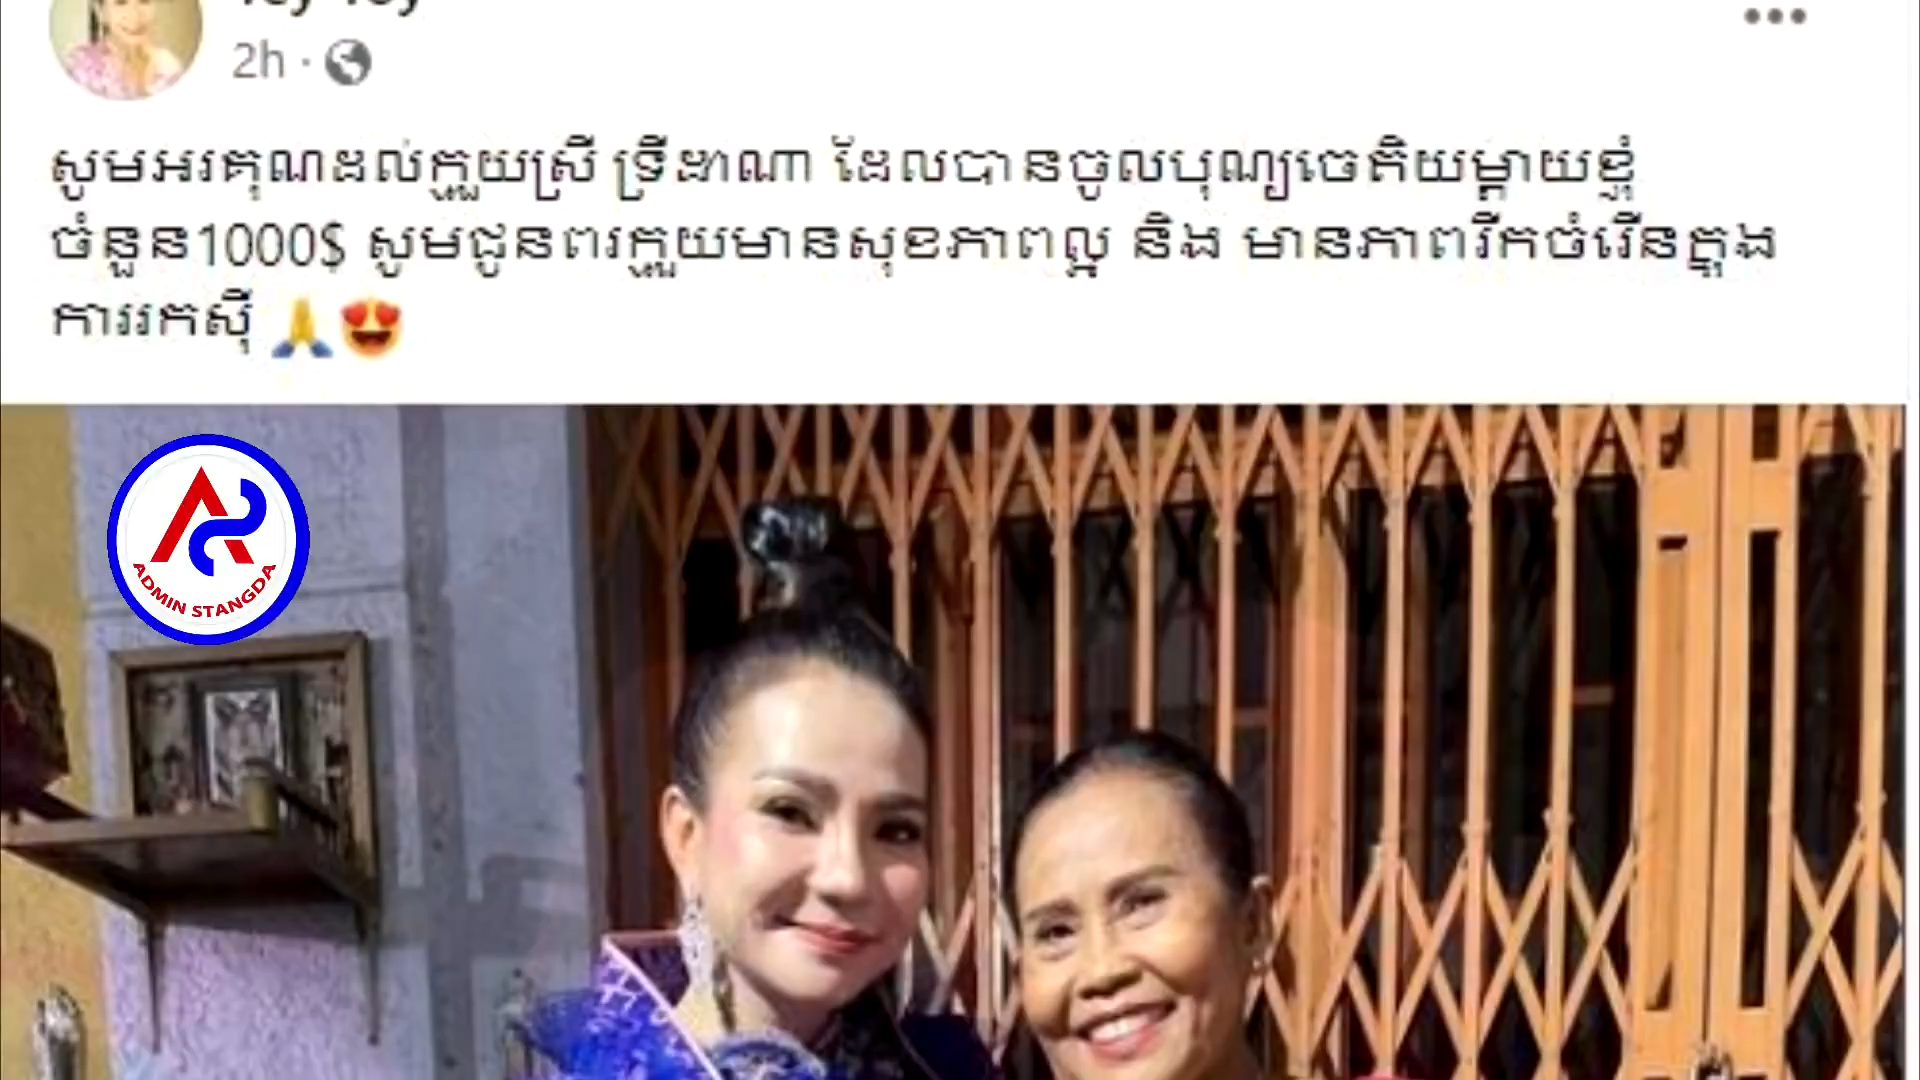 2h ·
សូមអរគុណដល់ក្មួយស្រី ទ្រីដាណា ដែលបានចូលបុណ្យចេតិយម្តាយខ្ញុំ
ចំនួន1000$ សូមជូនពរក្មួយមានសុខភាពល្អ និង មានភាពរីកចំរើនក្នុង
ការរកស៊ី 🙏😍
ADMIN STANGDA